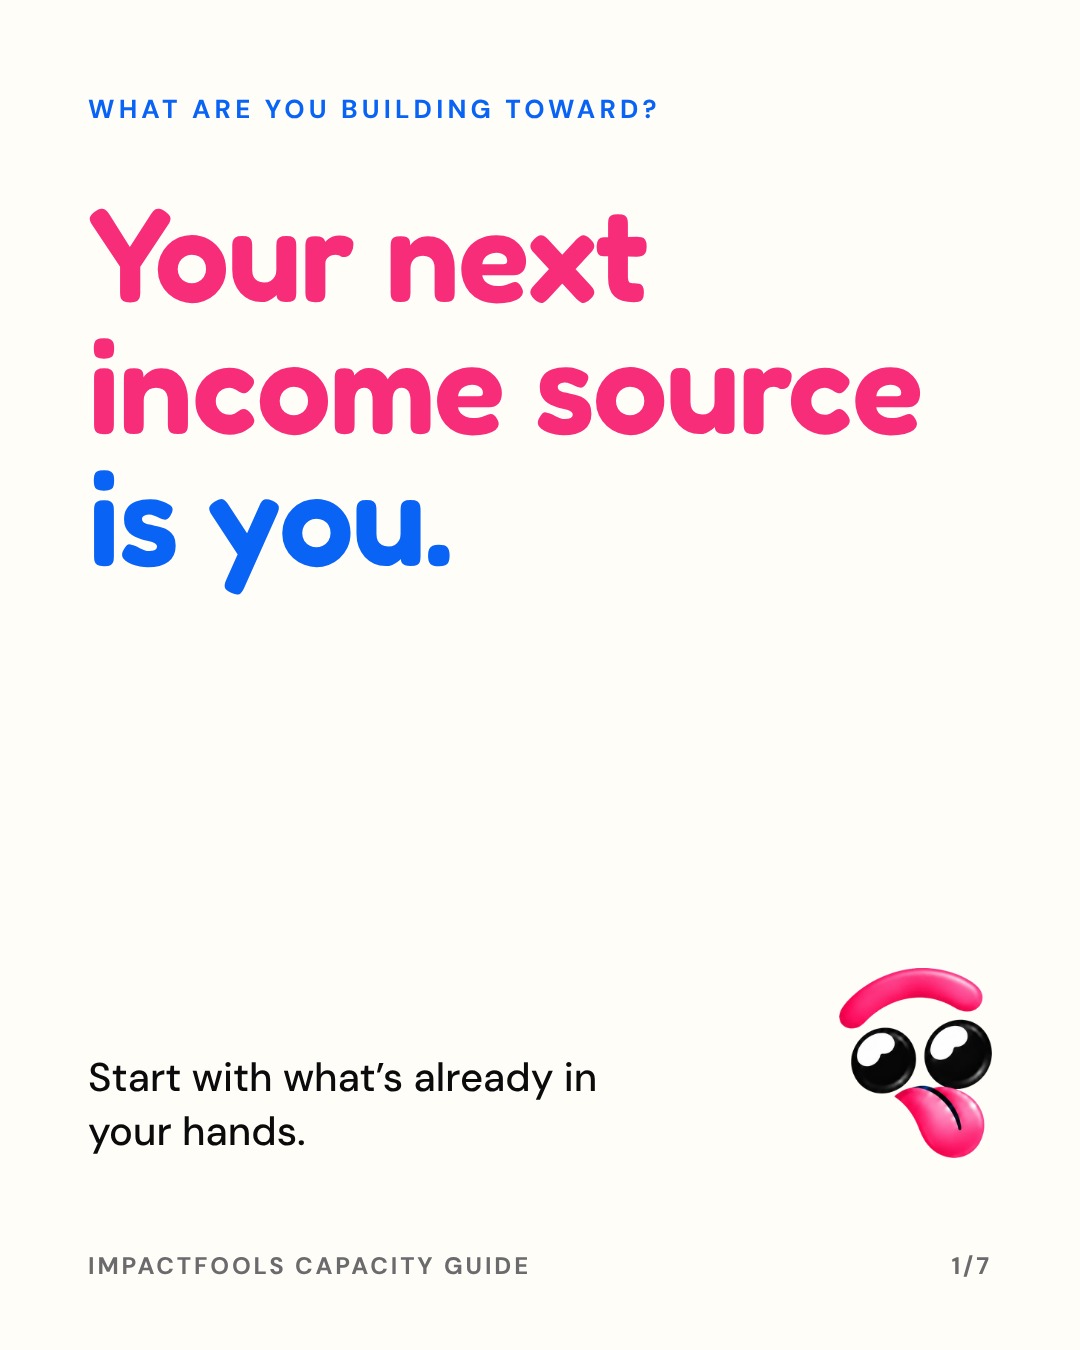 WHAT ARE YOU BUILDING TOWARD?
Your next
income source
is you.
Start with what’s already in
your hands.
IMPACTFOOLS CAPACITY GUIDE
1/7